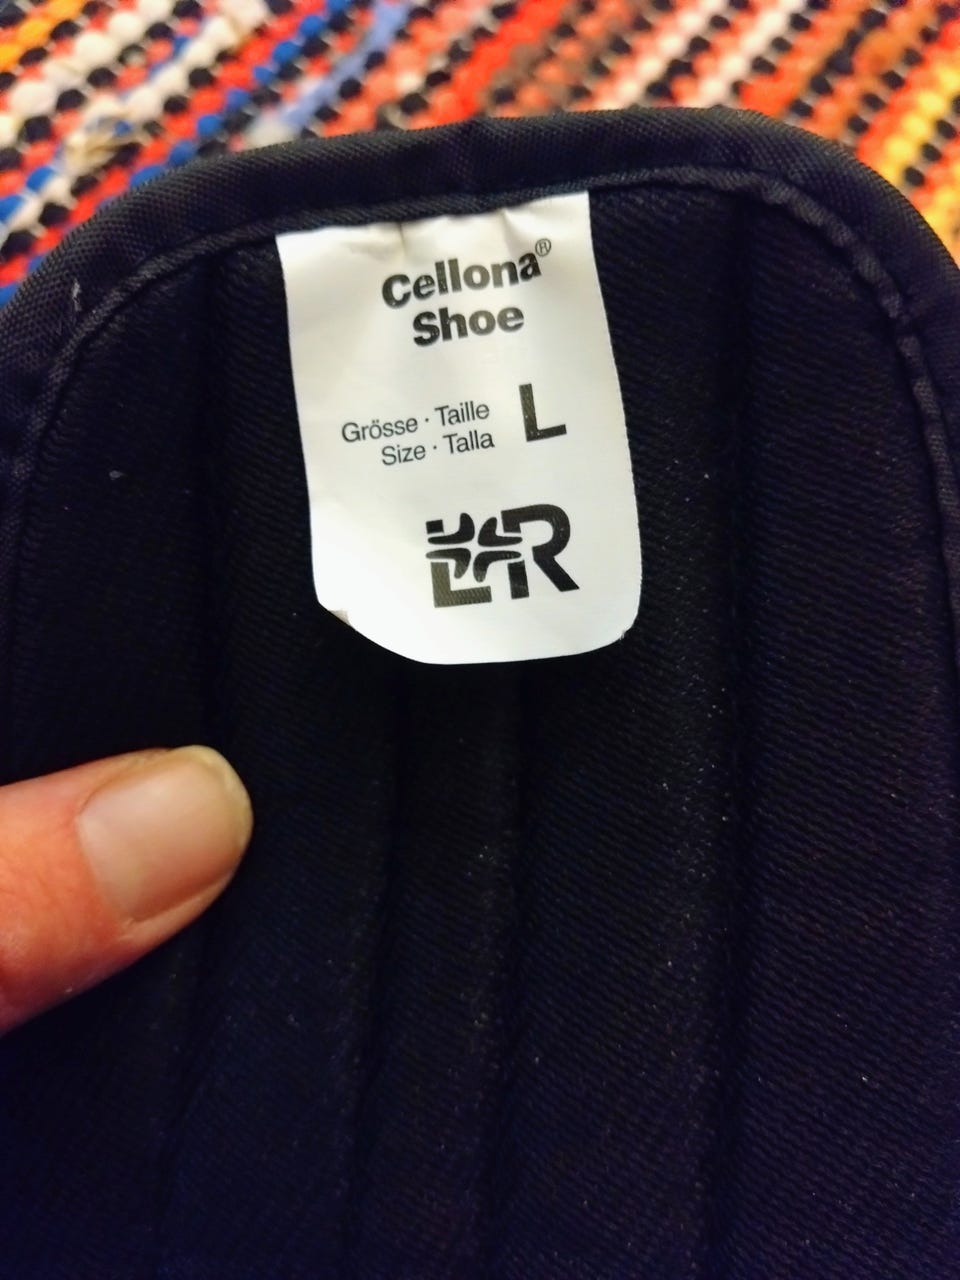 Cellona®
Shoe
Grösse · Taille L
Size · Talla
L&R